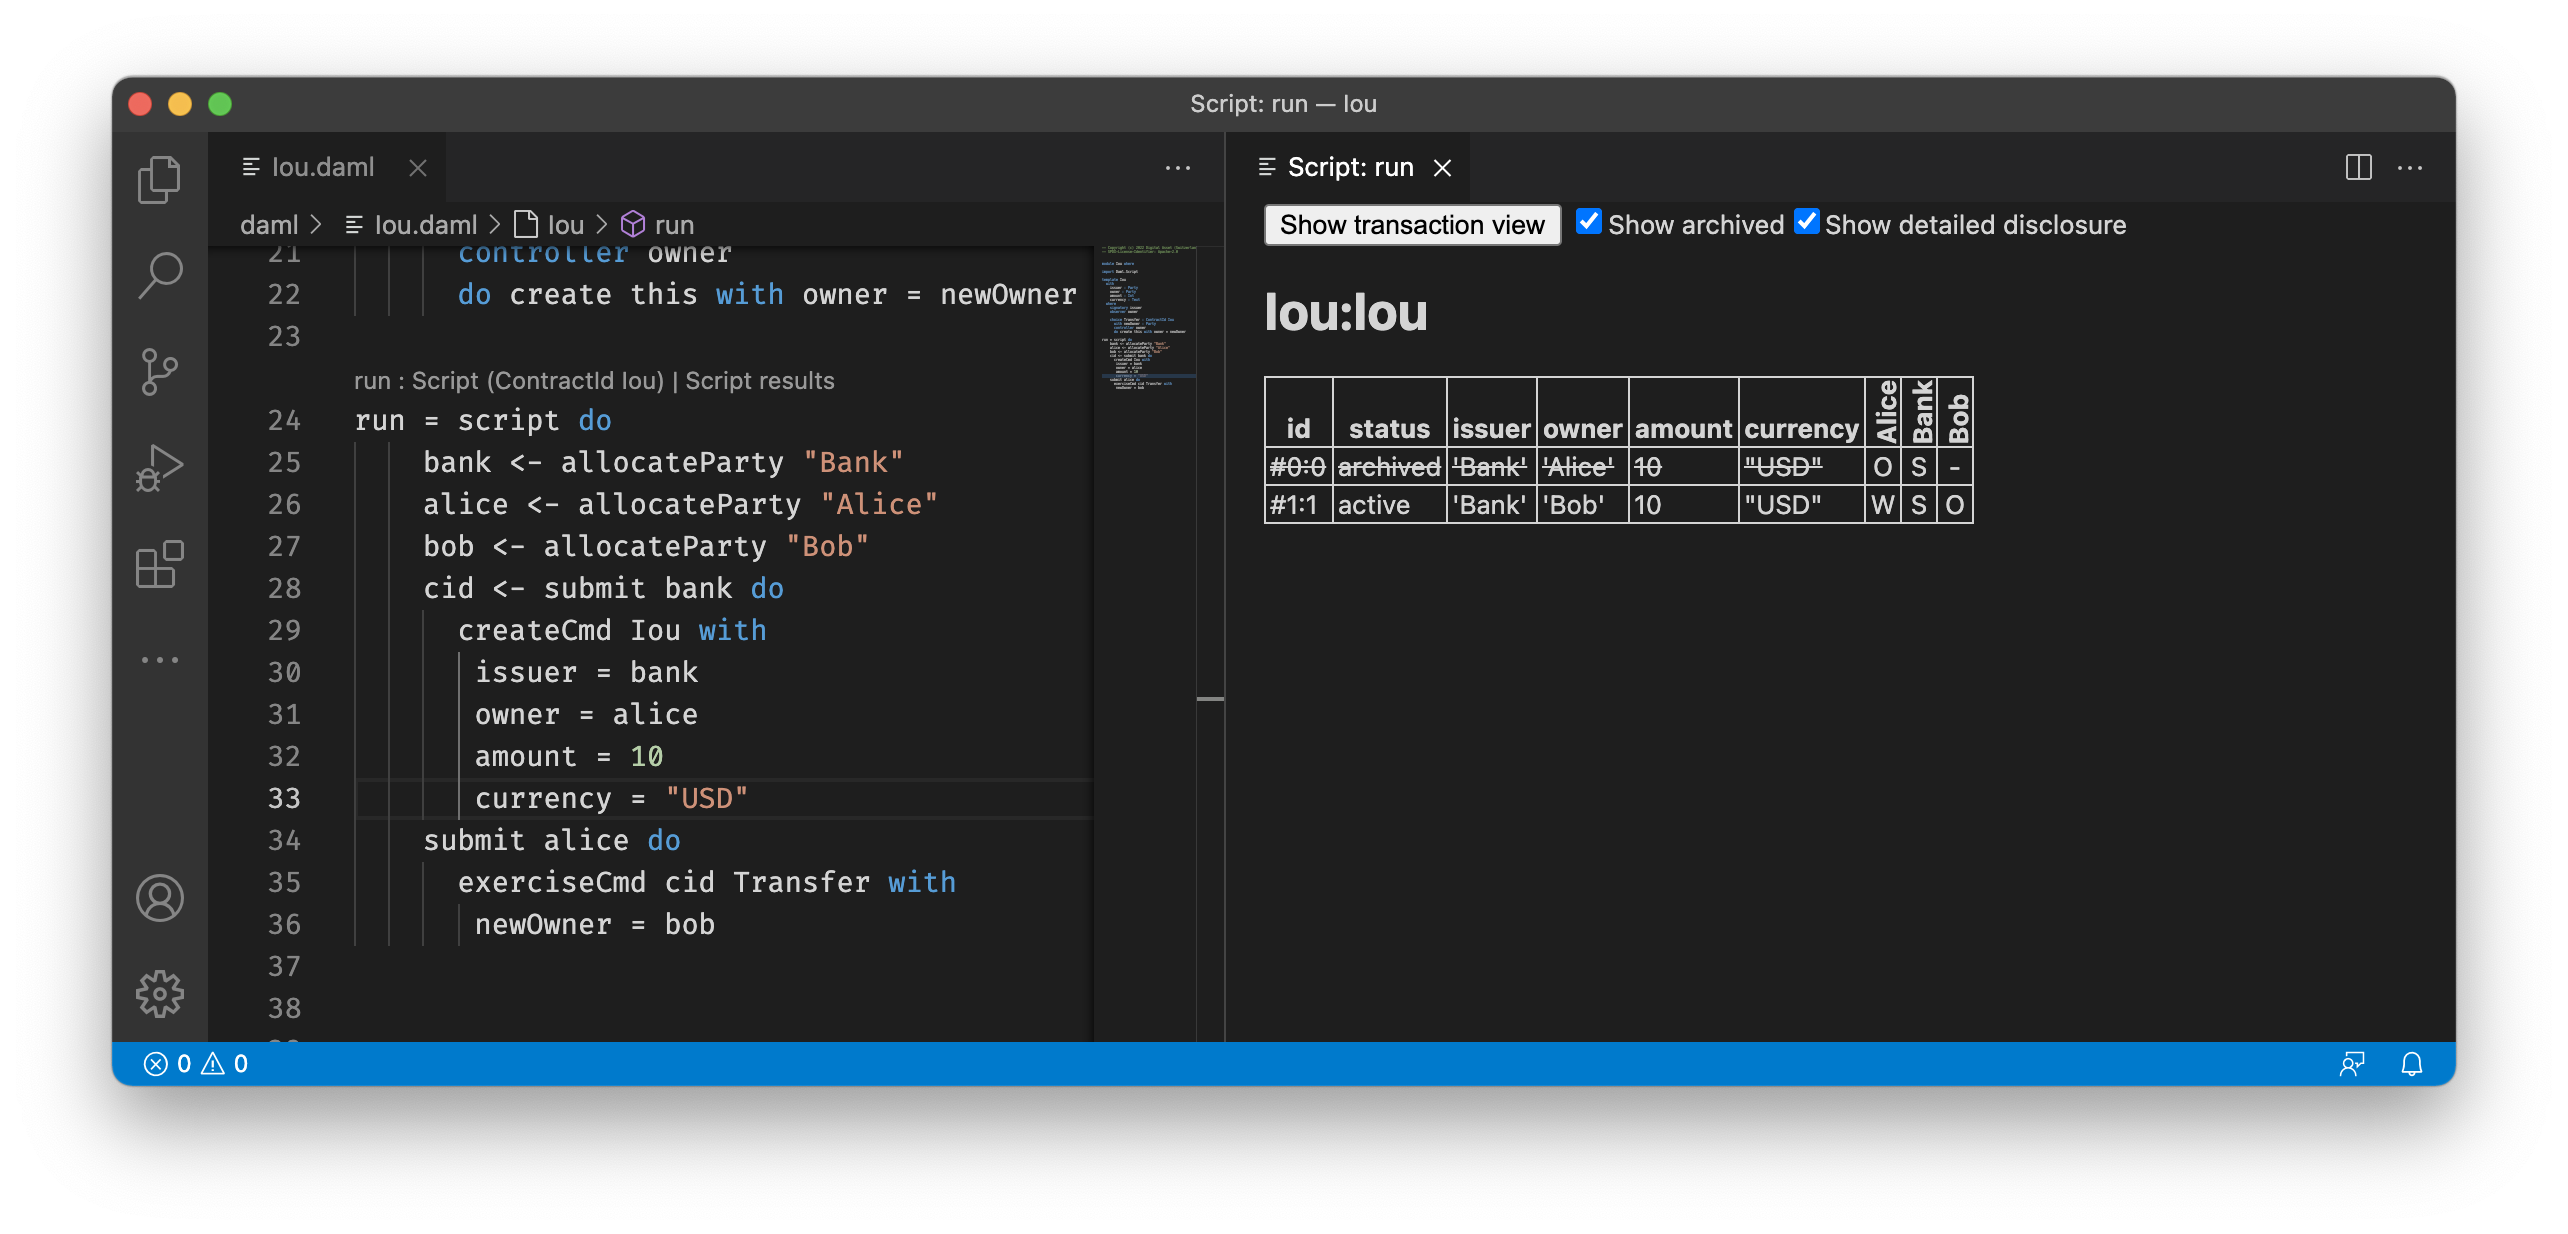 Script: run — Iou
Iou.daml
Script: run
daml > Iou.daml > Iou > run
Show transaction view Show archived Show detailed disclosure
21 controller owner
22 do create this with owner = newOwner
23
run : Script (ContractId Iou) | Script results
24 run = script do
25 bank <- allocateParty "Bank"
26 alice <- allocateParty "Alice"
27 bob <- allocateParty "Bob"
28 cid <- submit bank do
29 createCmd Iou with
30 issuer = bank
31 owner = alice
32 amount = 10
33 currency = "USD"
34 submit alice do
35 exerciseCmd cid Transfer with
36 newOwner = bob
37
38
Iou:Iou
id status issuer owner amount currency Alice Bank Bob
#0:0 archived 'Bank' 'Alice' 10 "USD" O S -
#1:1 active 'Bank' 'Bob' 10 "USD" W S O
0 0